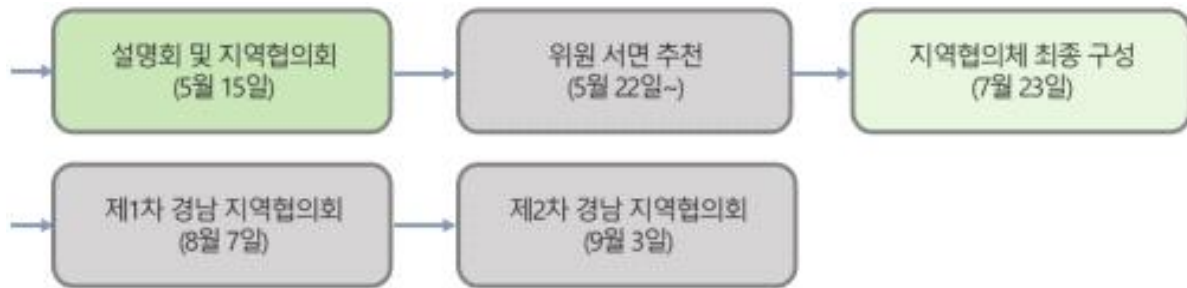 설명회 및 지역협의회
(5월 15일)
위원 서면 추천
(5월 22일~)
지역협의체 최종 구성
(7월 23일)
제1차 경남 지역협의회
(8월 7일)
제2차 경남 지역협의회
(9월 3일)